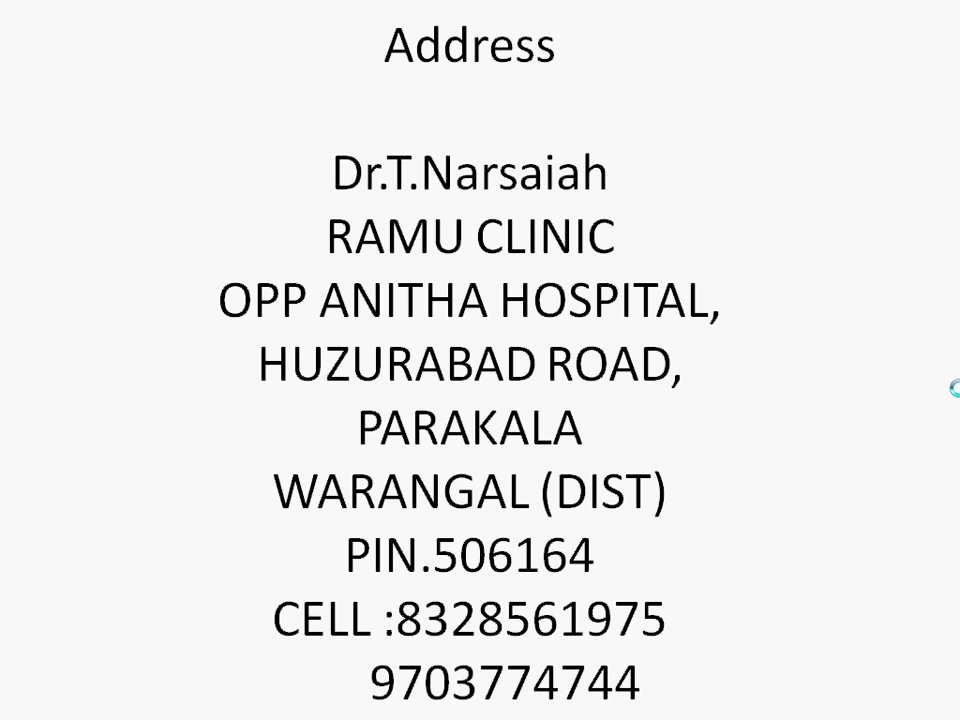 Address
Dr.T.Narsaiah
RAMU CLINIC
OPP ANITHA HOSPITAL,
HUZURABAD ROAD,
PARAKALA
WARANGAL (DIST)
PIN.506164
CELL :8328561975
9703774744